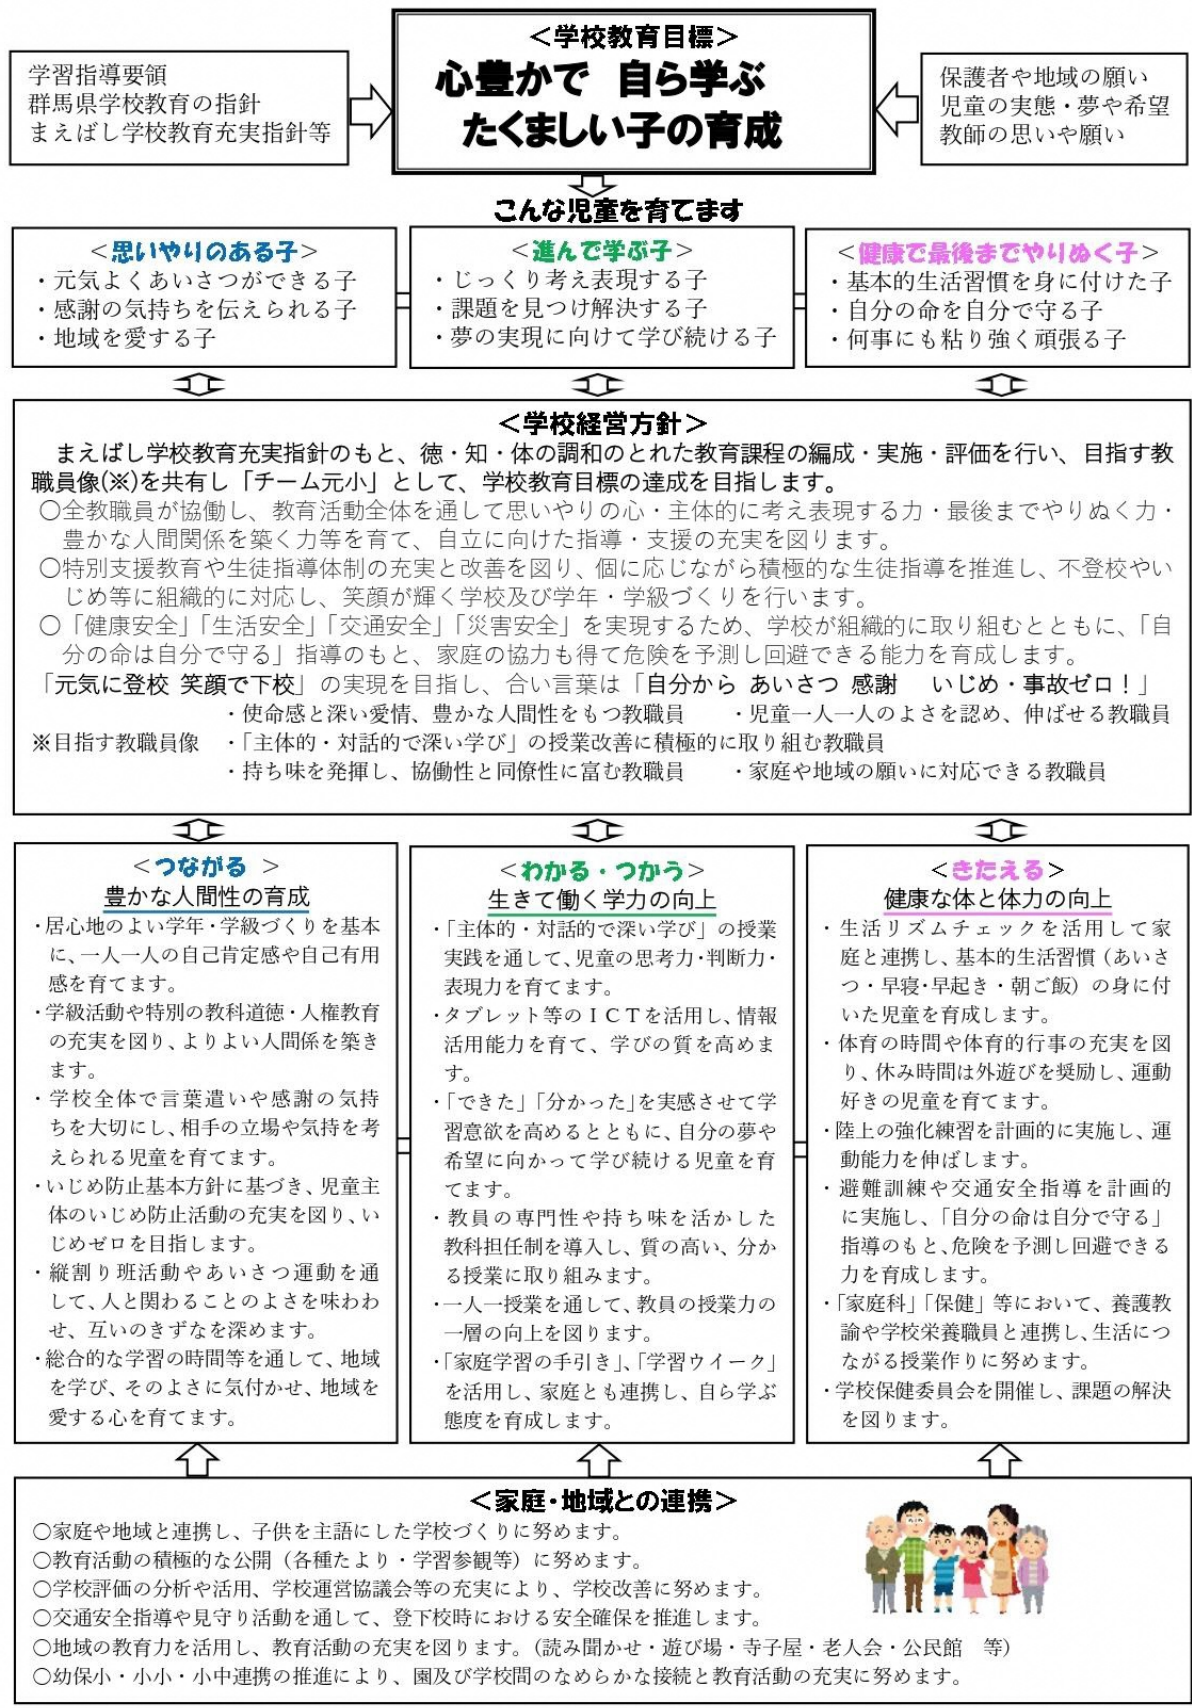 ＜学校教育目標＞
心豊かで　自ら学ぶ
たくましい子の育成
学習指導要領
群馬県学校教育の指針
まえばし学校教育充実指針等
保護者や地域の願い
児童の実態・夢や希望
教師の思いや願い
こんな児童を育てます
＜思いやりのある子＞
・元気よくあいさつができる子
・感謝の気持ちを伝えられる子
・地域を愛する子
＜進んで学ぶ子＞
・じっくり考え表現する子
・課題を見つけ解決する子
・夢の実現に向けて学び続ける子
＜健康で最後までやりぬく子＞
・基本的生活習慣を身に付けた子
・自分の命を自分で守る子
・何事にも粘り強く頑張る子
＜学校経営方針＞
まえばし学校教育充実指針のもと、徳・知・体の調和のとれた教育課程の編成・実施・評価を行い、目指す教
職員像(※)を共有し「チーム元小」として、学校教育目標の達成を目指します。
○全教職員が協働し、教育活動全体を通して思いやりの心・主体的に考え表現する力・最後までやりぬく力・
豊かな人間関係を築く力等を育て、自立に向けた指導・支援の充実を図ります。
○特別支援教育や生徒指導体制の充実と改善を図り、個に応じながら積極的な生徒指導を推進し、不登校やい
じめ等に組織的に対応し、笑顔が輝く学校及び学年・学級づくりを行います。
○「健康安全」「生活安全」「交通安全」「災害安全」を実現するため、学校が組織的に取り組むとともに、「自
分の命は自分で守る」指導のもと、家庭の協力も得て危険を予測し回避できる能力を育成します。
「元気に登校 笑顔で下校」の実現を目指し、合い言葉は「自分から あいさつ 感謝　いじめ・事故ゼロ！」
・使命感と深い愛情、豊かな人間性をもつ教職員　・児童一人一人のよさを認め、伸ばせる教職員
※目指す教職員像　・「主体的・対話的で深い学び」の授業改善に積極的に取り組む教職員
・持ち味を発揮し、協働性と同僚性に富む教職員　・家庭や地域の願いに対応できる教職員
＜つながる ＞
豊かな人間性の育成
・居心地のよい学年・学級づくりを基本
に、一人一人の自己肯定感や自己有用
感を育てます。
・学級活動や特別の教科道徳・人権教育
の充実を図り、よりよい人間係を築き
ます。
・学校全体で言葉遣いや感謝の気持
ちを大切にし、相手の立場や気持を考
えられる児童を育てます。
・いじめ防止基本方針に基づき、児童主
体のいじめ防止活動の充実を図り、い
じめゼロを目指します。
・縦割り班活動やあいさつ運動を通
して、人と関わることのよさを味わわ
せ、互いのきずなを深めます。
・総合的な学習の時間等を通して、地域
を学び、そのよさに気付かせ、地域を
愛する心を育てます。
＜わかる・つかう＞
生きて働く学力の向上
・「主体的・対話的で深い学び」の授業
実践を通して、児童の思考力・判断力・
表現力を育てます。
・タブレット等のＩＣＴを活用し、情報
活用能力を育て、学びの質を高めま
す。
・「できた」「分かった」を実感させて学
習意欲を高めるとともに、自分の夢や
希望に向かって学び続ける児童を育
てます。
・教員の専門性や持ち味を活かした
教科担任制を導入し、質の高い、分か
る授業に取り組みます。
・一人一授業を通して、教員の授業力の
一層の向上を図ります。
・「家庭学習の手引き」、「学習ウイーク」
を活用し、家庭とも連携し、自ら学ぶ
態度を育成します。
＜きたえる＞
健康な体と体力の向上
・生活リズムチェックを活用して家
庭と連携し、基本的生活習慣（あいさ
つ・早寝・早起き・朝ご飯）の身に付
いた児童を育成します。
・体育の時間や体育的行事の充実を図
り、休み時間は外遊びを奨励し、運動
好きの児童を育てます。
・陸上の強化練習を計画的に実施し、運
動能力を伸ばします。
・避難訓練や交通安全指導を計画的
に実施し、「自分の命は自分で守る」
指導のもと、危険を予測し回避できる
力を育成します。
・「家庭科」「保健」等において、養護教
諭や学校栄養職員と連携し、生活につ
ながる授業作りに努めます。
・学校保健委員会を開催し、課題の解決
を図ります。
＜家庭・地域との連携＞
○家庭や地域と連携し、子供を主語にした学校づくりに努めます。
○教育活動の積極的な公開（各種たより・学習参観等）に努めます。
○学校評価の分析や活用、学校運営協議会等の充実により、学校改善に努めます。
○交通安全指導や見守り活動を通して、登下校時における安全確保を推進します。
○地域の教育力を活用し、教育活動の充実を図ります。(読み聞かせ・遊び場・寺子屋・老人会・公民館　等)
○幼保小・小小・小中連携の推進により、園及び学校間のなめらかな接続と教育活動の充実に努めます。